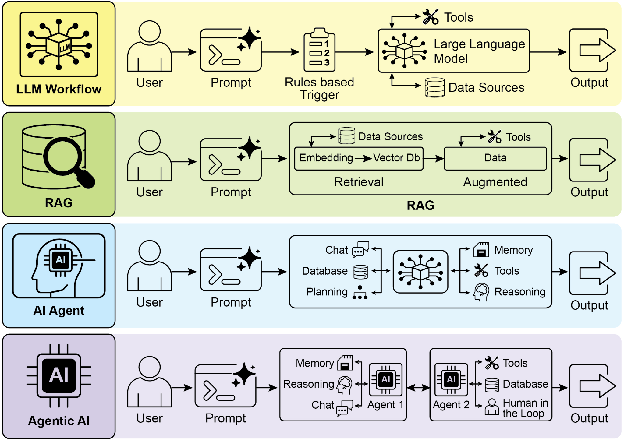 LLM
LLM Workflow
User
Prompt
1
2
3
Rules based
Trigger
Tools
Large Language
Model
Data Sources
Output
RAG
User
Prompt
Data Sources
Tools
Embedding
Vector Db
Data
Retrieval
Augmented
RAG
Output
AI
AI Agent
User
Prompt
Chat
Database
Planning
Memory
Tools
Reasoning
Output
AI
Agentic AI
User
Prompt
Memory
Reasoning
Chat
AI
Agent 1
AI
Agent 2
Tools
Database
Human in
the Loop
Output